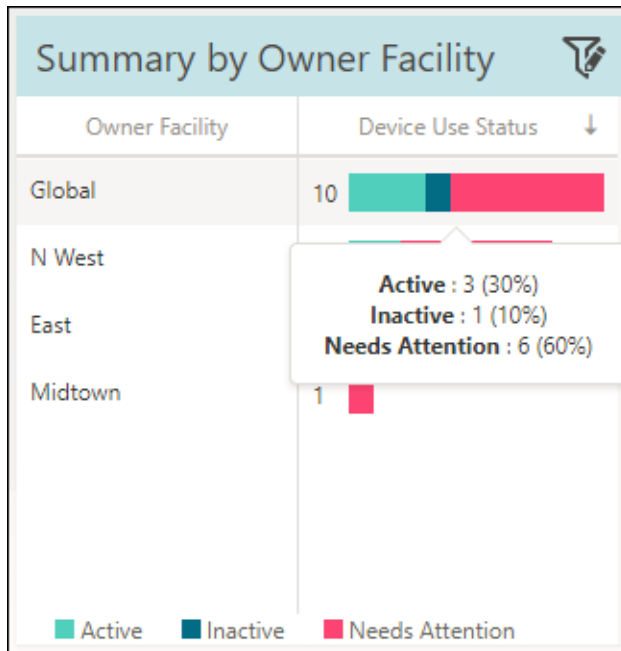 Summary by Owner Facility
Owner Facility Device Use Status ↓
Global 10
N West
Active : 3 (30%)
Inactive : 1 (10%)
East
Needs Attention : 6 (60%)
Midtown 1
Active Inactive Needs Attention